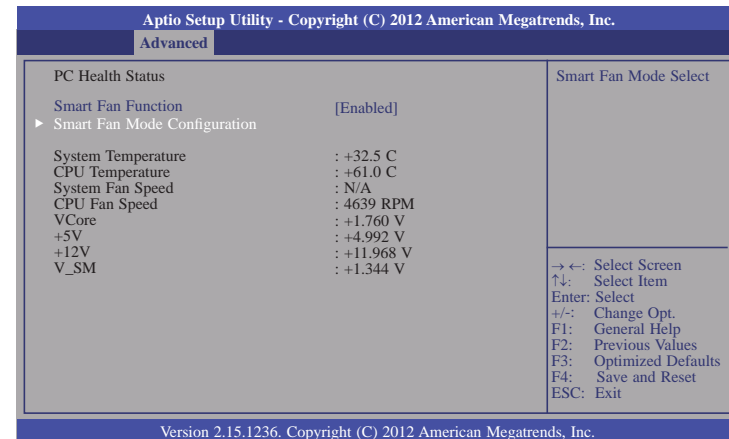 Aptio Setup Utility - Copyright (C) 2012 American Megatrends, Inc.
Advanced
PC Health Status
Smart Fan Function [Enabled]
► Smart Fan Mode Configuration
System Temperature : +32.5 C
CPU Temperature : +61.0 C
System Fan Speed : N/A
CPU Fan Speed : 4639 RPM
VCore : +1.760 V
+5V : +4.992 V
+12V : +11.968 V
V_SM : +1.344 V
Smart Fan Mode Select
→←: Select Screen
↑↓: Select Item
Enter: Select
+/-: Change Opt.
F1: General Help
F2: Previous Values
F3: Optimized Defaults
F4: Save and Reset
ESC: Exit
Version 2.15.1236. Copyright (C) 2012 American Megatrends, Inc.